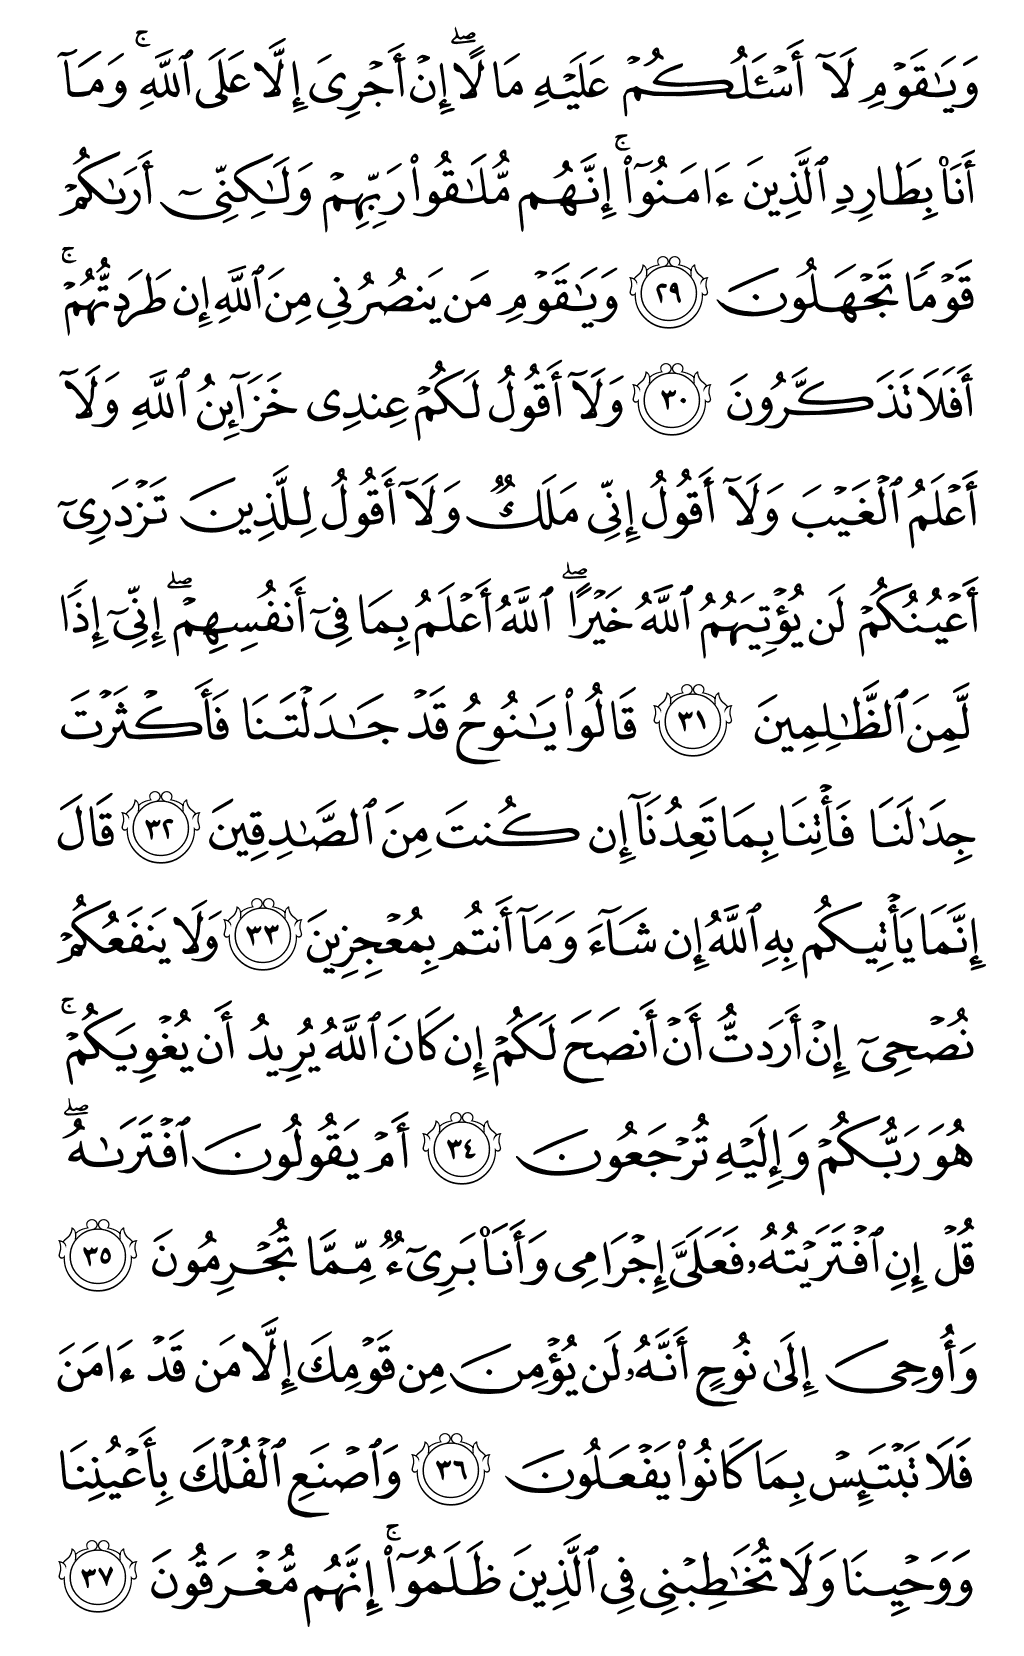 وَيَٰقَوۡمِ لَآ أَسۡـَٔلُكُمۡ عَلَيۡهِ مَالًاۖ إِنۡ أَجۡرِيَ إِلَّا عَلَى ٱللَّهِۚ وَمَآ
أَنَا۠ بِطَارِدِ ٱلَّذِينَ ءَامَنُوٓاْۚ إِنَّهُم مُّلَٰقُواْ رَبِّهِمۡ وَلَٰكِنِّيٓ أَرَىٰكُمۡ
قَوۡمٗا تَجۡهَلُونَ ٢٩ وَيَٰقَوۡمِ مَن يَنصُرُنِي مِنَ ٱللَّهِ إِن طَرَدتُّهُمۡۚ
أَفَلَا تَذَكَّرُونَ ٣٠ وَلَآ أَقُولُ لَكُمۡ عِندِي خَزَآئِنُ ٱللَّهِ وَلَآ
أَعۡلَمُ ٱلۡغَيۡبَ وَلَآ أَقُولُ إِنِّي مَلَكٞ وَلَآ أَقُولُ لِلَّذِينَ تَزۡدَرِيٓ
أَعۡيُنُكُمۡ لَن يُؤۡتِيَهُمُ ٱللَّهُ خَيۡرًاۖ ٱللَّهُ أَعۡلَمُ بِمَا فِيٓ أَنفُسِهِمۡۖ إِنِّيٓ إِذٗا
لَّمِنَ ٱلظَّٰلِمِينَ ٣١ قَالُواْ يَٰنُوحُ قَدۡ جَٰدَلۡتَنَا فَأَكۡثَرۡتَ
جِدَٰلَنَا فَأۡتِنَا بِمَا تَعِدُنَآ إِن كُنتَ مِنَ ٱلصَّٰدِقِينَ ٣٢ قَالَ
إِنَّمَا يَأۡتِيكُم بِهِ ٱللَّهُ إِن شَآءَ وَمَآ أَنتُم بِمُعۡجِزِينَ ٣٣ وَلَا يَنفَعُكُمۡ
نُصۡحِيٓ إِنۡ أَرَدتُّ أَنۡ أَنصَحَ لَكُمۡ إِن كَانَ ٱللَّهُ يُرِيدُ أَن يُغۡوِيَكُمۡۚ
هُوَ رَبُّكُمۡ وَإِلَيۡهِ تُرۡجَعُونَ ٣٤ أَمۡ يَقُولُونَ ٱفۡتَرَىٰهُۖ
قُلۡ إِنِ ٱفۡتَرَيۡتُهُۥ فَعَلَيَّ إِجۡرَامِي وَأَنَا۠ بَرِيٓءٞ مِّمَّا تُجۡرِمُونَ ٣٥
وَأُوحِيَ إِلَىٰ نُوحٍ أَنَّهُۥ لَن يُؤۡمِنَ مِن قَوۡمِكَ إِلَّا مَن قَدۡ ءَامَنَ
فَلَا تَبۡتَئِسۡ بِمَا كَانُواْ يَفۡعَلُونَ ٣٦ وَٱصۡنَعِ ٱلۡفُلۡكَ بِأَعۡيُنِنَا
وَوَحۡيِنَا وَلَا تُخَٰطِبۡنِي فِي ٱلَّذِينَ ظَلَمُوٓاْۚ إِنَّهُم مُّغۡرَقُونَ ٣٧